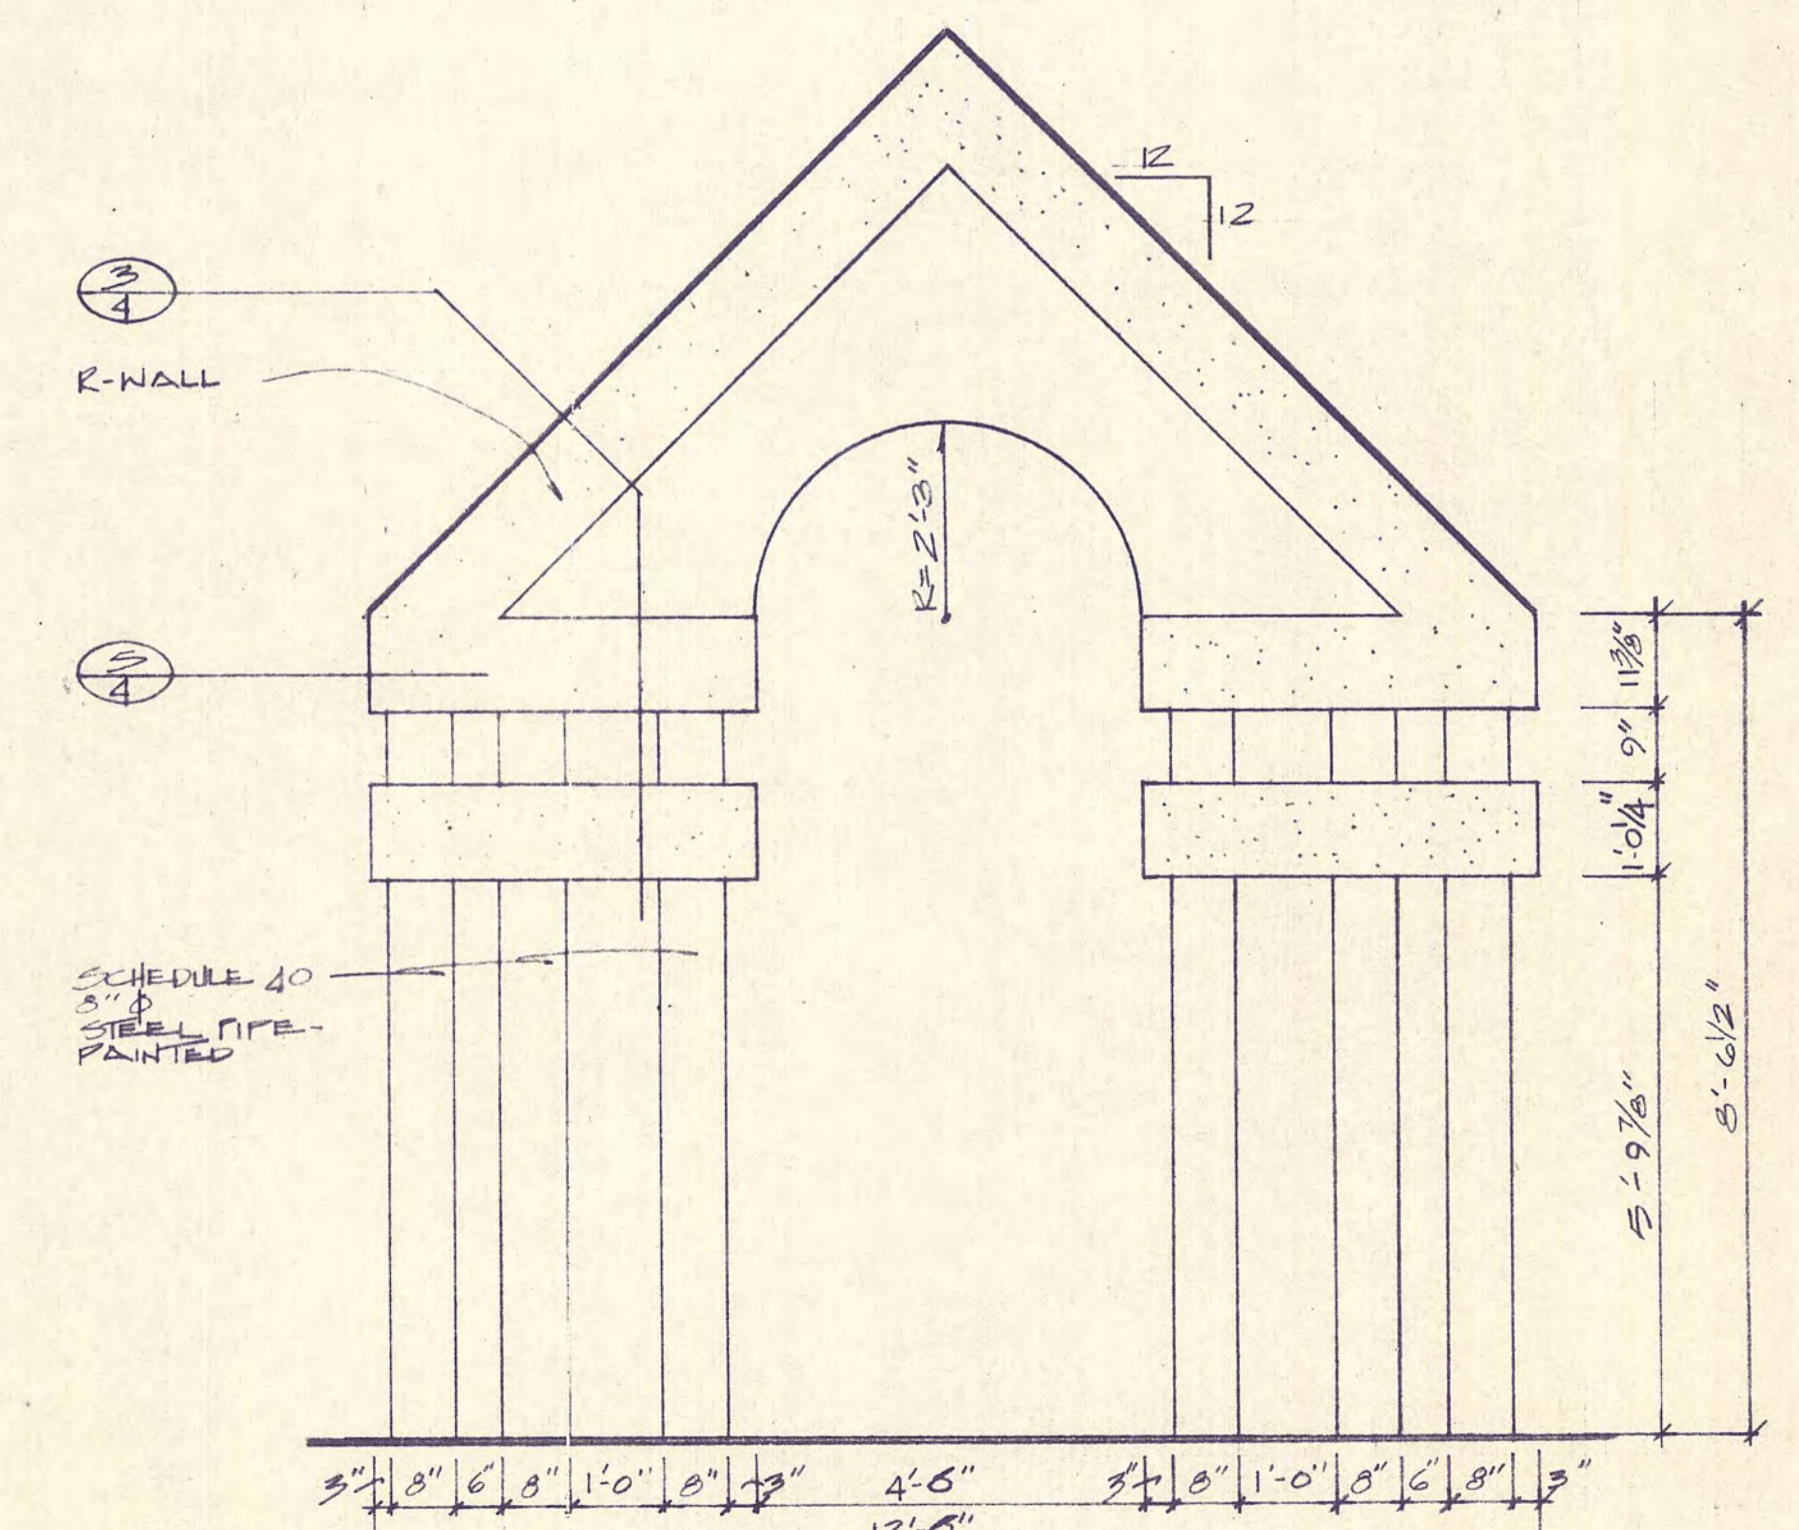 12
12
3
4
R-WALL
R=2'-3"
5
4
11 3/8"
9"
1'-0 1/4"
SCHEDULE 40
8" ϕ
STEEL PIPE-
PAINTED
5'-9 7/8"
8'-6 1/2"
3" 8" 6" 8" 1'-0" 8" 3" 4'-6" 3" 8" 1'-0" 8" 6" 8" 3"